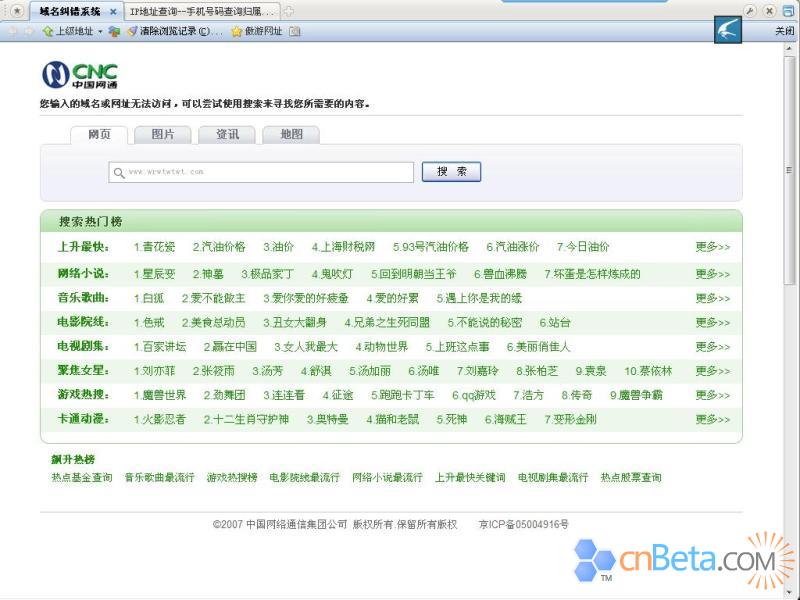 域名纠错系统
IP地址查询--手机号码查询归属...
上级地址
清除浏览记录(C)...
傲游网址
关闭
CNC
中国网通
您输入的域名或网址无法访问，可以尝试使用搜索来寻找您所需要的内容。
网页 图片 资讯 地图
www.wrwtwtwt.com
搜 索
搜索热门榜
上升最快： 1.青花瓷 2.汽油价格 3.油价 4.上海财税网 5.93号汽油价格 6.汽油涨价 7.今日油价 更多>>
网络小说： 1.星辰变 2.神墓 3.极品家丁 4.鬼吹灯 5.回到明朝当王爷 6.兽血沸腾 7.坏蛋是怎样炼成的 更多>>
音乐歌曲： 1.白狐 2.爱不能做主 3.爱你爱的好疲备 4.爱的好累 5.遇上你是我的缘 更多>>
电影院线： 1.色戒 2.美食总动员 3.丑女大翻身 4.兄弟之生死同盟 5.不能说的秘密 6.站台 更多>>
电视剧集： 1.百家讲坛 2.赢在中国 3.女人我最大 4.动物世界 5.上班这点事 6.美丽俏佳人 更多>>
聚焦女星： 1.刘亦菲 2.张筱雨 3.汤芳 4.舒淇 5.汤加丽 6.汤唯 7.刘嘉玲 8.张柏芝 9.袁泉 10.蔡依林 更多>>
游戏热搜： 1.魔兽世界 2.劲舞团 3.连连看 4.征途 5.跑跑卡丁车 6.qq游戏 7.浩方 8.传奇 9.魔兽争霸 更多>>
卡通动漫： 1.火影忍者 2.十二生肖守护神 3.奥特曼 4.猫和老鼠 5.死神 6.海贼王 7.变形金刚 更多>>
飙升热榜
热点基金查询 音乐歌曲最流行 游戏热搜榜 电影院线最流行 网络小说最流行 上升最快关键词 电视剧集最流行 热点股票查询
©2007 中国网络通信集团公司 版权所有.保留所有版权 京ICP备05004916号
cnBeta.COM
TM